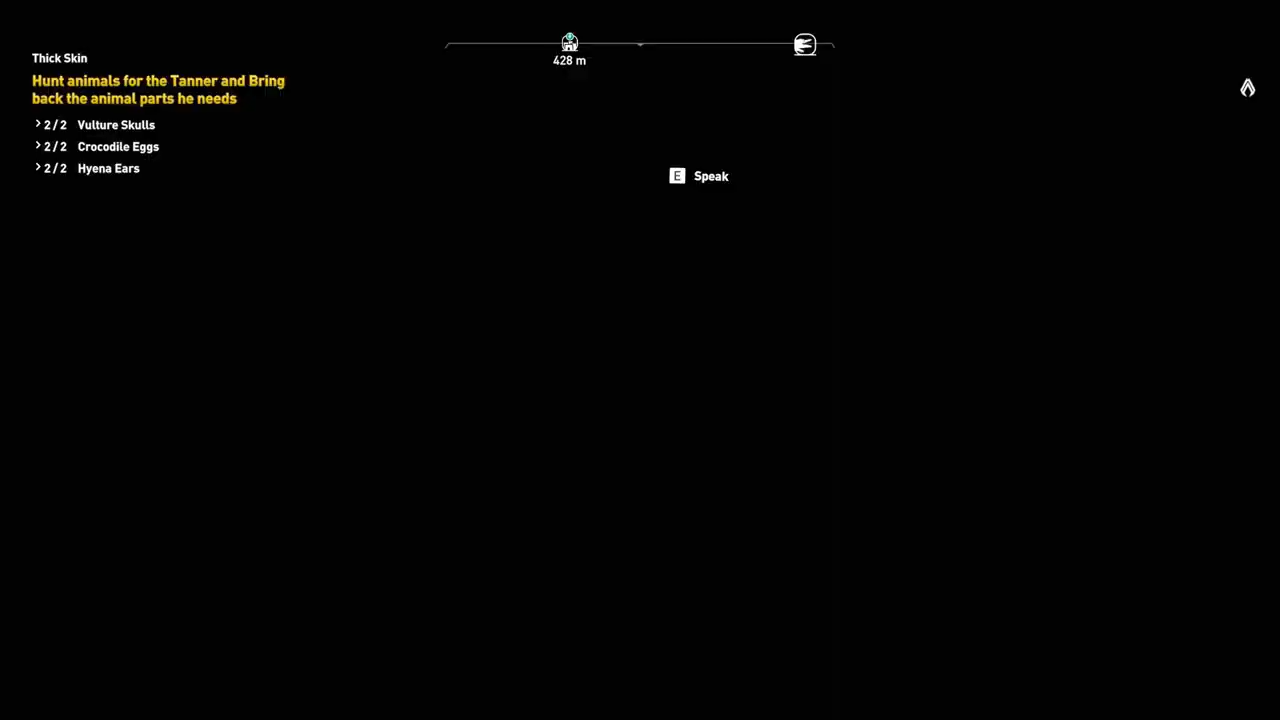 Thick Skin
Hunt animals for the Tanner and Bring
back the animal parts he needs
2/2 Vulture Skulls
2/2 Crocodile Eggs
2/2 Hyena Ears
428 m
E Speak